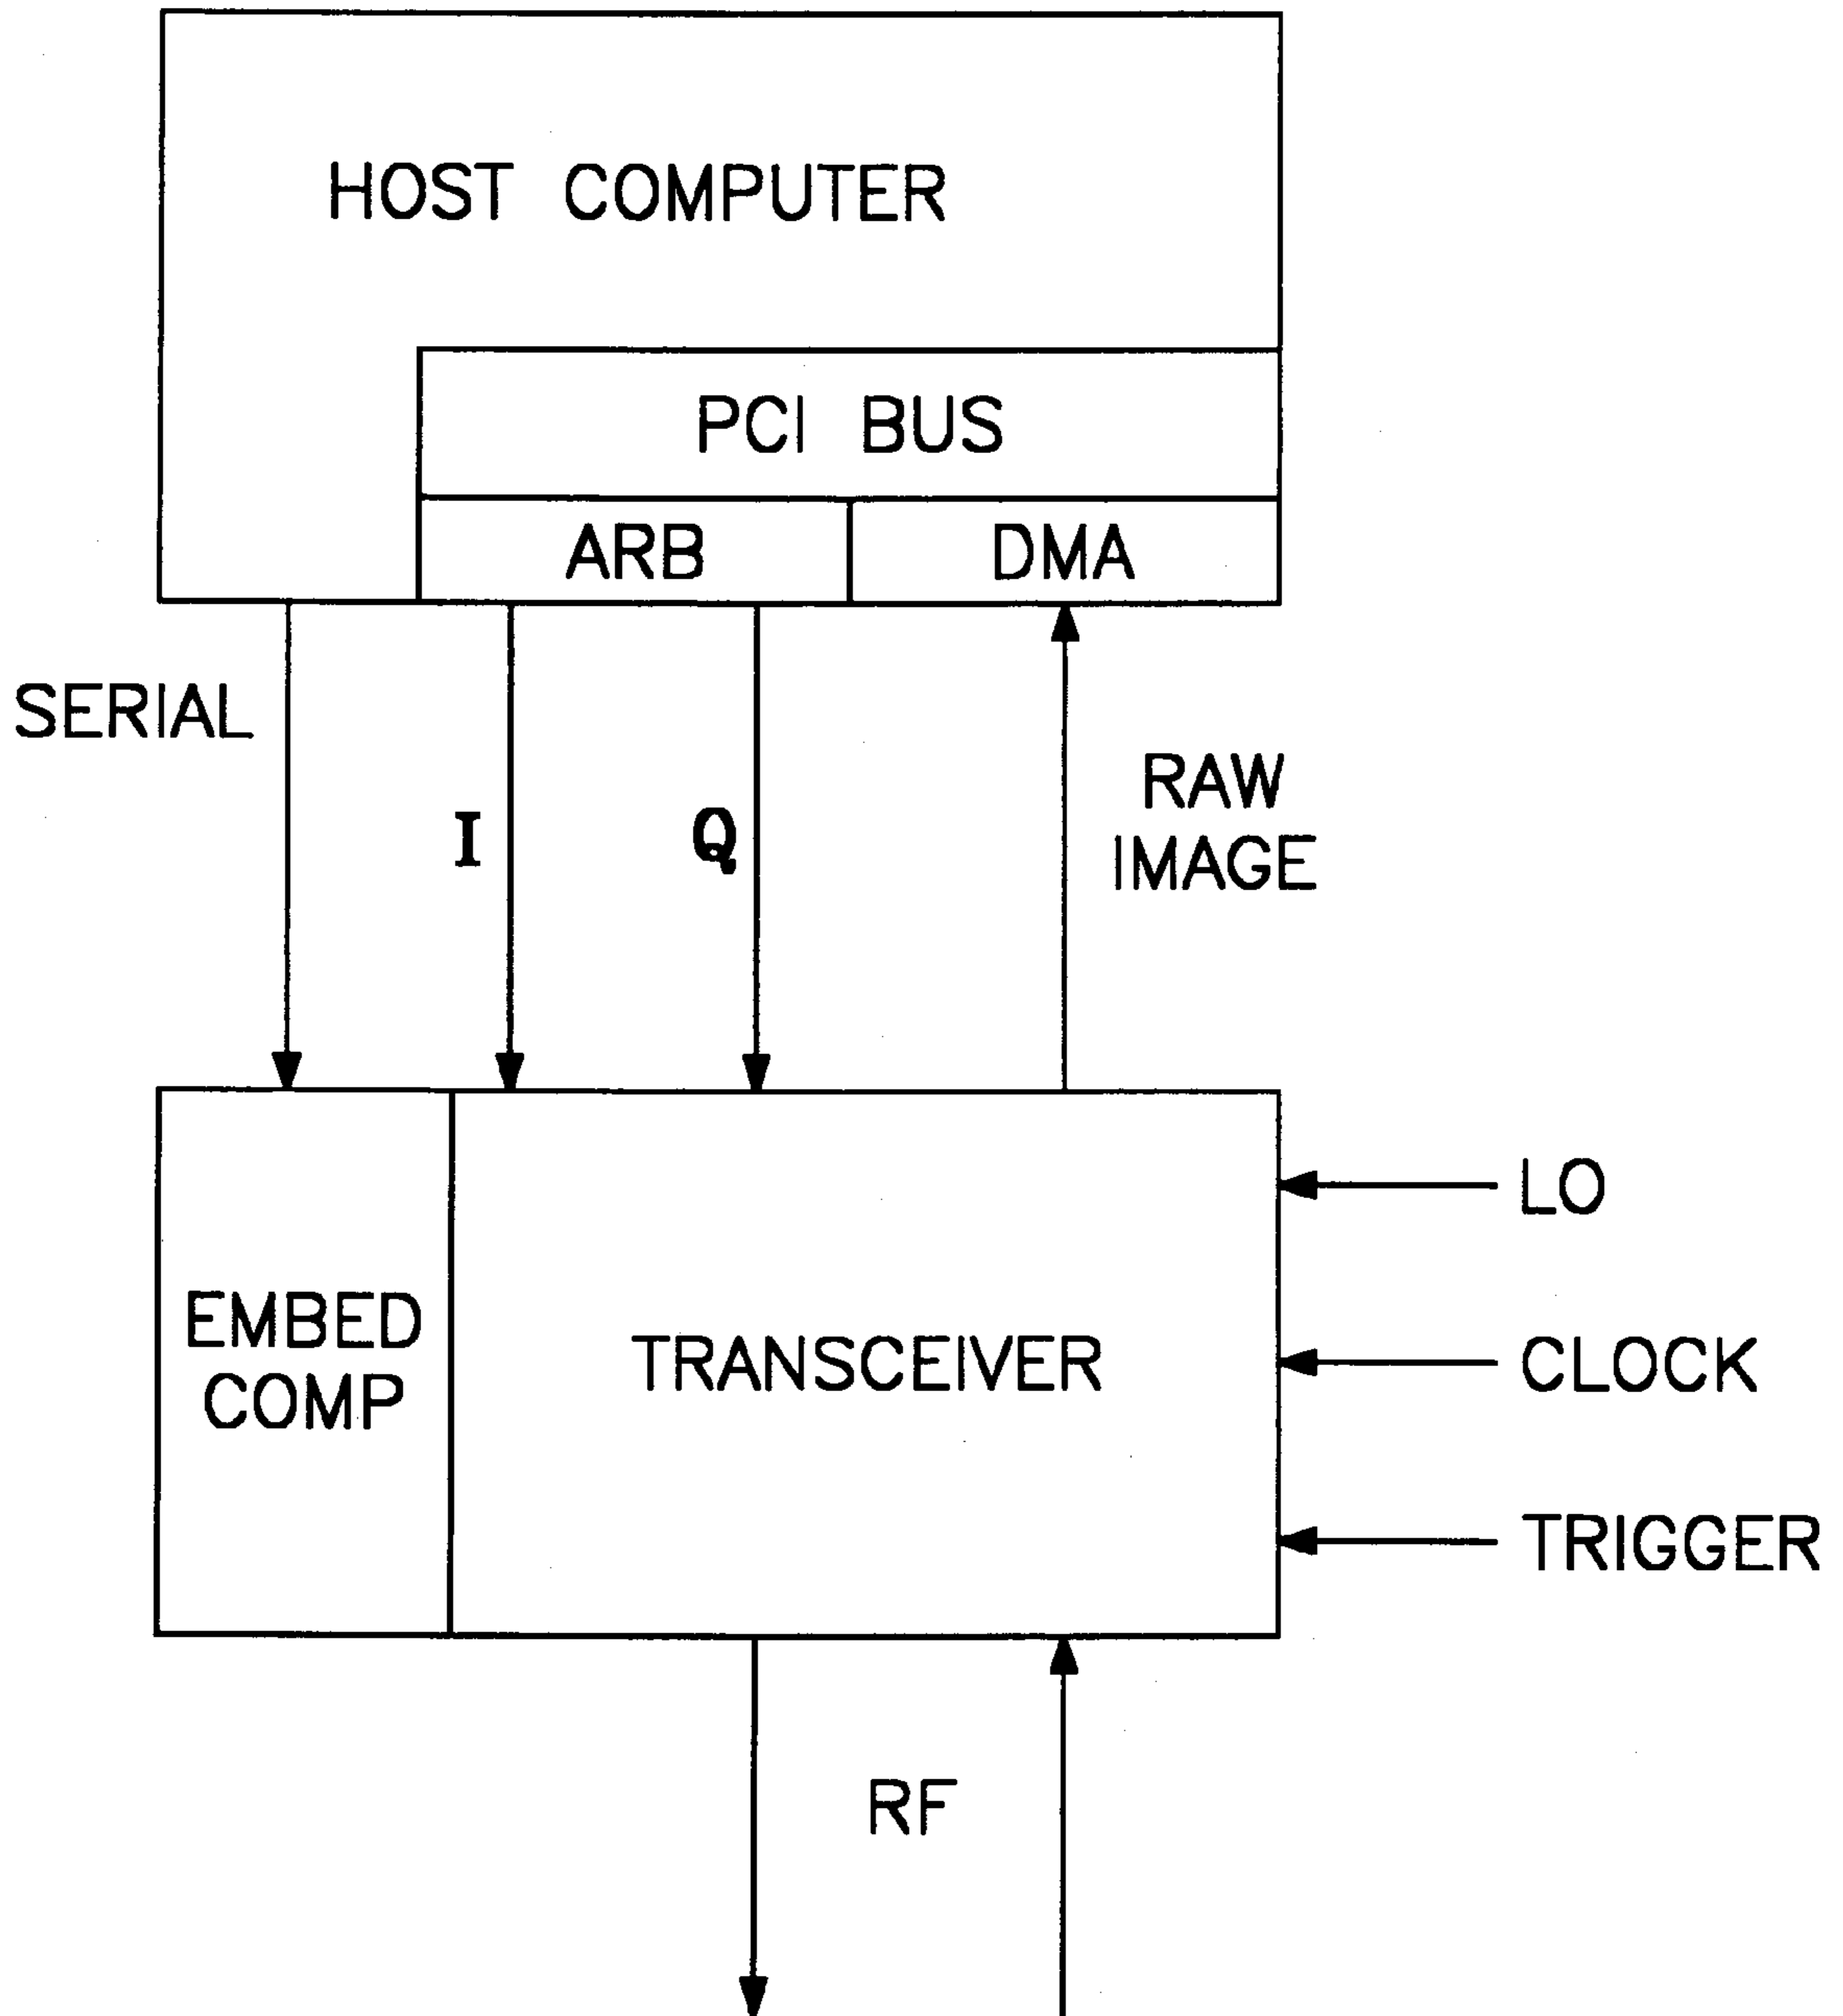 HOST COMPUTER
PCI BUS
ARB
DMA
SERIAL
I
Q
RAW
IMAGE
EMBED
COMP
TRANSCEIVER
LO
CLOCK
TRIGGER
RF